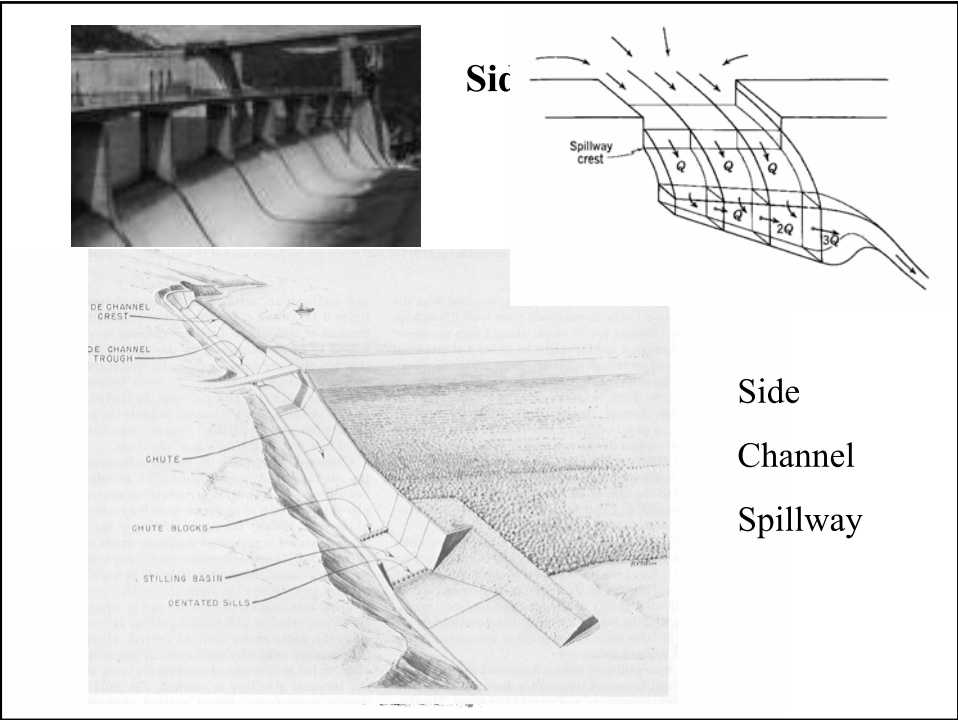 Sid
Spillway
crest
Q
Q
Q
Q
2Q
3Q
DE CHANNEL
CREST
DE CHANNEL
TROUGH
CHUTE
CHUTE BLOCKS
STILLING BASIN
DENTATED SILLS
Side
Channel
Spillway